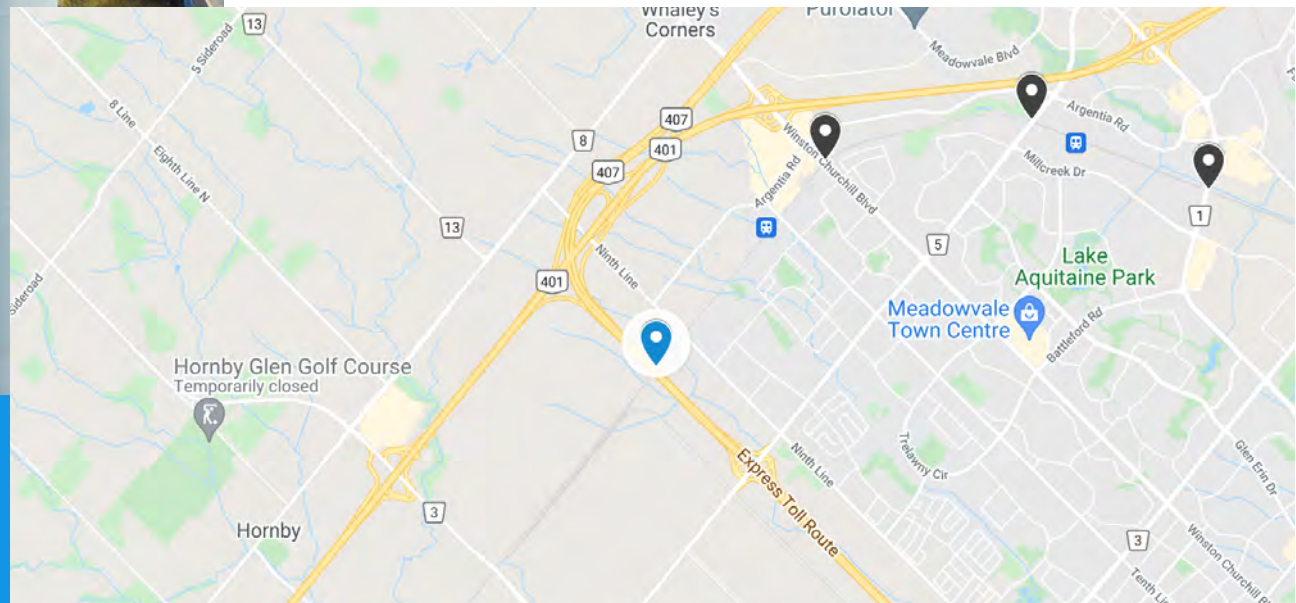 Whaley's
Corners
Purolator
13
S Sideroad
Meadowvale Blvd
8 Line
407
Argentia Rd
8
401
Winston Churchill Blvd
Millcreek Dr
Eighth Line N
407
Argentia Rd
1
13
5
Ninth Line
Lake
Aquitaine Park
401
Sideroad
Meadowvale
Town Centre
Battleford Rd
Hornby Glen Golf Course
Temporarily closed
Ninth Line
Trelawny Cir
Glen Erin Dr
Express Toll Route
3
Hornby
3
Winston Churchill B
Tenth Lin